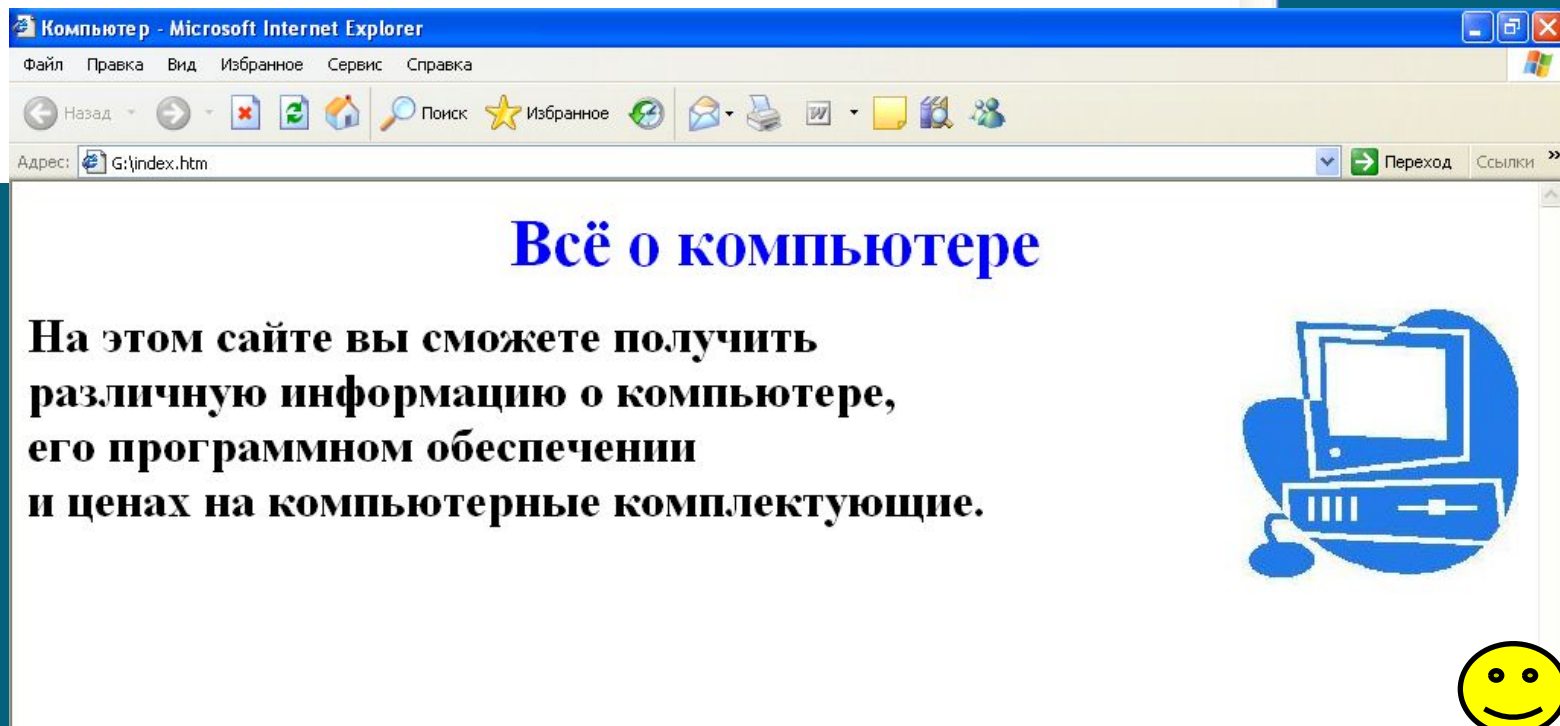 Компьютер - Microsoft Internet Explorer
Файл Правка Вид Избранное Сервис Справка
Назад Поиск Избранное W
Адрес: G:\index.htm Переход Ссылки »
Всё о компьютере
На этом сайте вы сможете получить
различную информацию о компьютере,
его программном обеспечении
и ценах на компьютерные комплектующие.